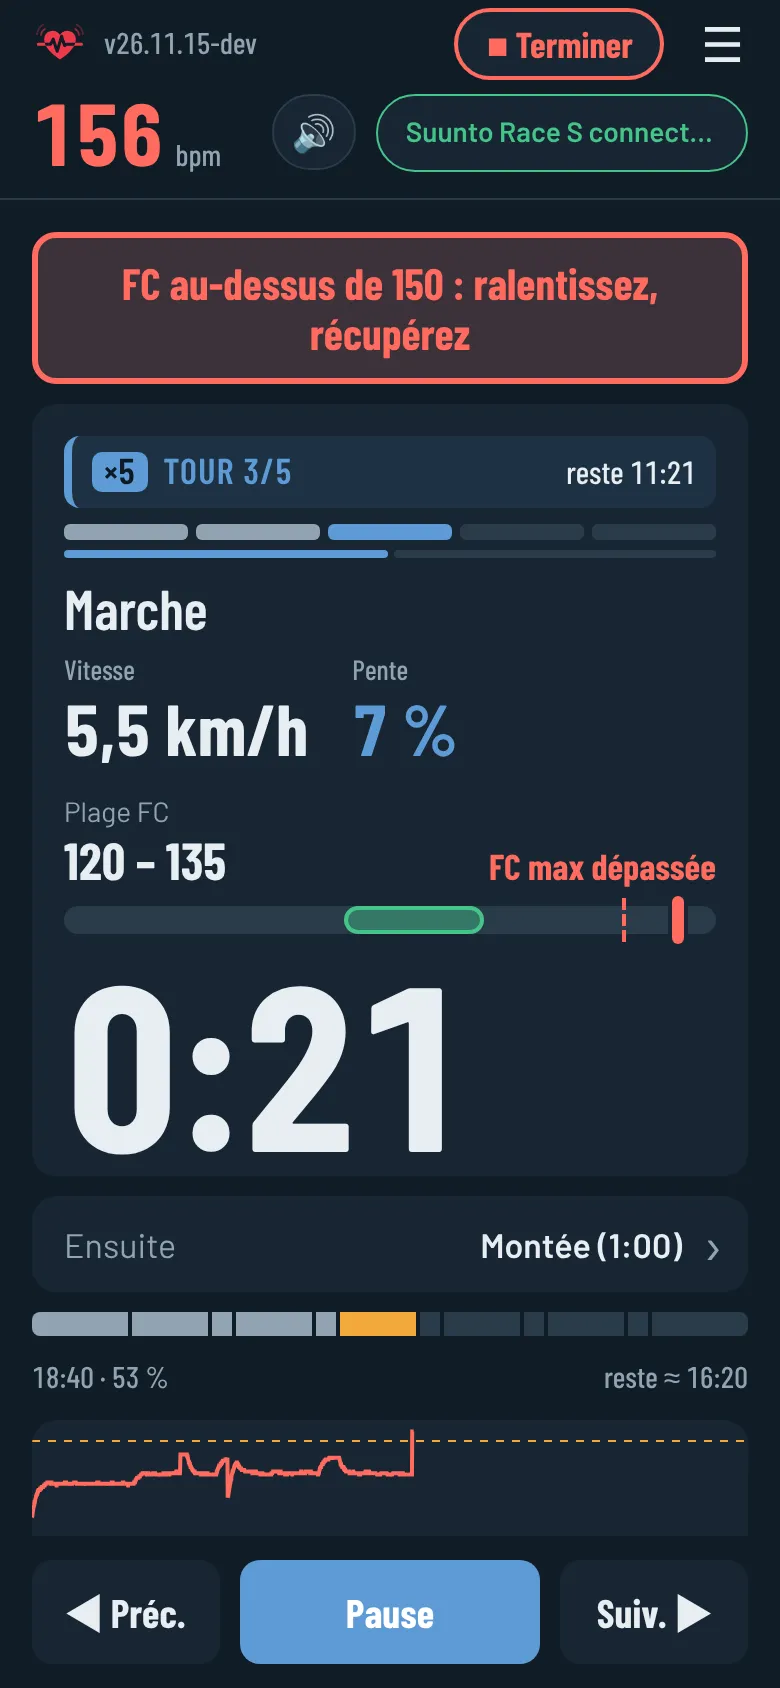 v26.11.15-dev
■ Terminer
☰
156 bpm
🔊
Suunto Race S connect...
FC au-dessus de 150 : ralentissez,
récupérez
×5 TOUR 3/5
reste 11:21
Marche
Vitesse
Pente
5,5 km/h
7 %
Plage FC
120 – 135
FC max dépassée
0:21
Ensuite
Montée (1:00) ›
18:40 · 53 %
reste ≈ 16:20
◀ Préc.
Pause
Suiv. ▶